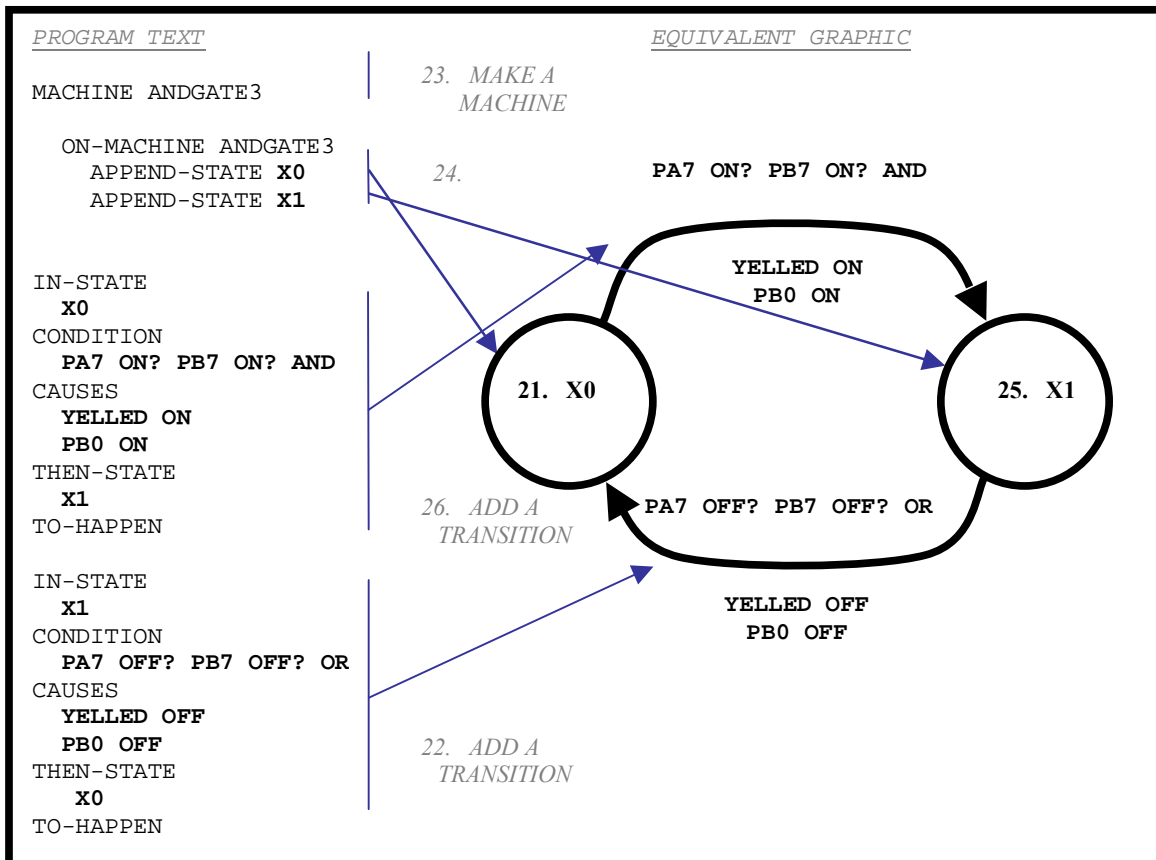 PROGRAM TEXT
EQUIVALENT GRAPHIC
MACHINE ANDGATE3
23. MAKE A
MACHINE
ON-MACHINE ANDGATE3
APPEND-STATE X0
APPEND-STATE X1
24.
IN-STATE
X0
CONDITION
PA7 ON? PB7 ON? AND
CAUSES
YELLED ON
PB0 ON
THEN-STATE
X1
TO-HAPPEN
26. ADD A
TRANSITION
IN-STATE
X1
CONDITION
PA7 OFF? PB7 OFF? OR
CAUSES
YELLED OFF
PB0 OFF
THEN-STATE
X0
TO-HAPPEN
22. ADD A
TRANSITION
PA7 ON? PB7 ON? AND
YELLED ON
PB0 ON
21. X0
25. X1
PA7 OFF? PB7 OFF? OR
YELLED OFF
PB0 OFF